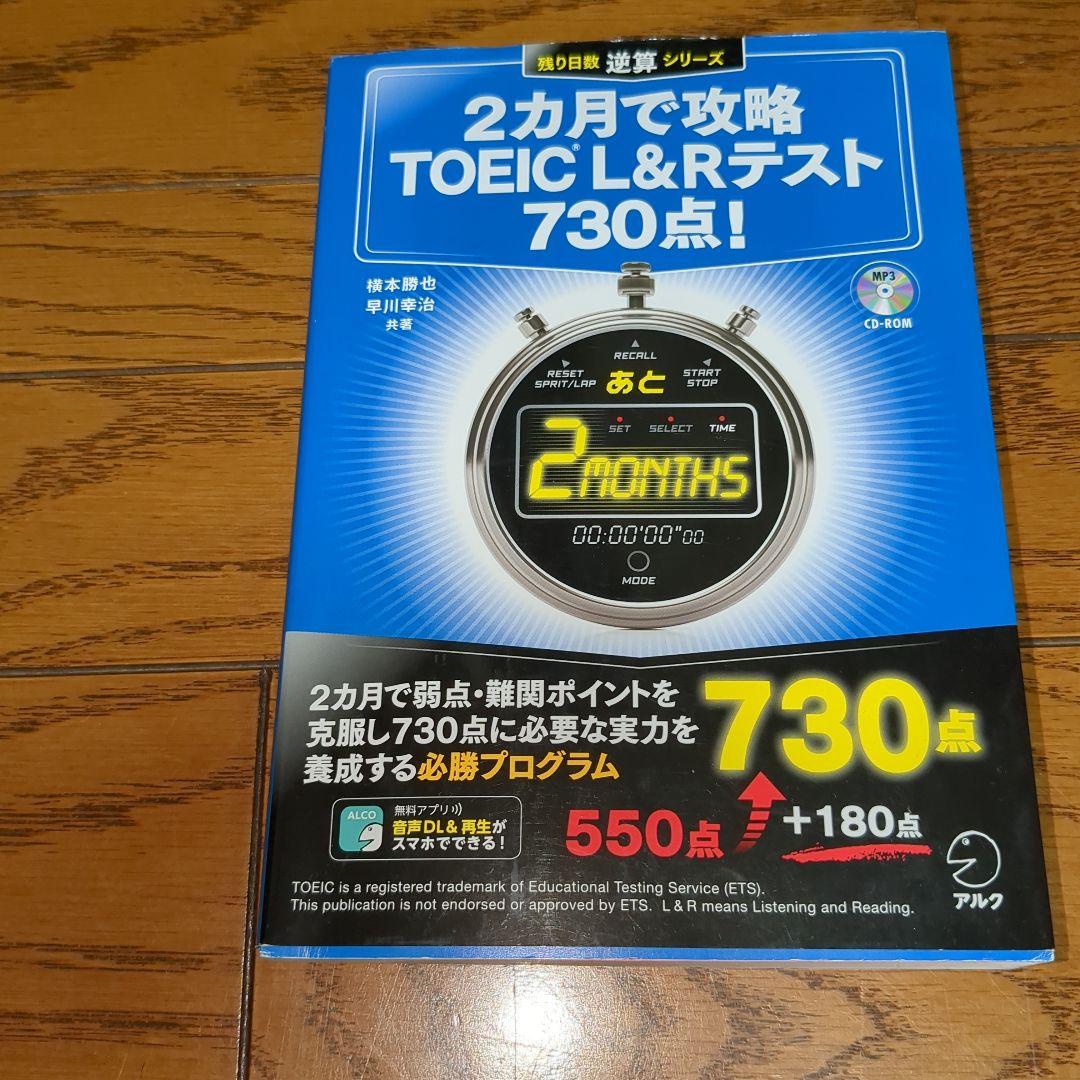 残り日数 逆算 シリーズ
2カ月で攻略
TOEIC® L&Rテスト
730点!
横本勝也
早川幸治
共著
MP3
CD-ROM
RECALL
RESET
SPRIT/LAP
あと
START
STOP
SET SELECT TIME
2MONTHS
00:00'00"00
MODE
2カ月で弱点・難関ポイントを
克服し730点に必要な実力を
養成する必勝プログラム
730点
ALCO
無料アプリ
音声DL&再生が
スマホでできる!
550点
+180点
アルク
TOEIC is a registered trademark of Educational Testing Service (ETS).
This publication is not endorsed or approved by ETS. L & R means Listening and Reading.